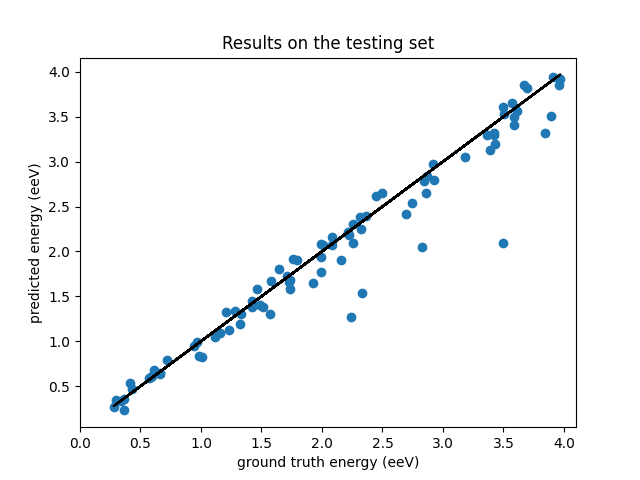 Results on the testing set
predicted energy (eeV)
4.0
3.5
3.0
2.5
2.0
1.5
1.0
0.5
0.0 0.5 1.0 1.5 2.0 2.5 3.0 3.5 4.0
ground truth energy (eeV)